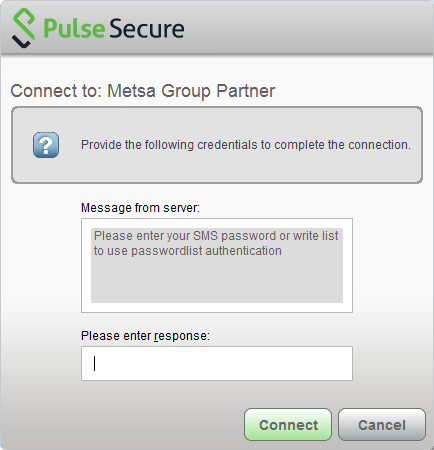 Pulse Secure
Connect to: Metsa Group Partner
?
Provide the following credentials to complete the connection.
Message from server:
Please enter your SMS password or write list
to use passwordlist authentication
Please enter response:
Connect
Cancel